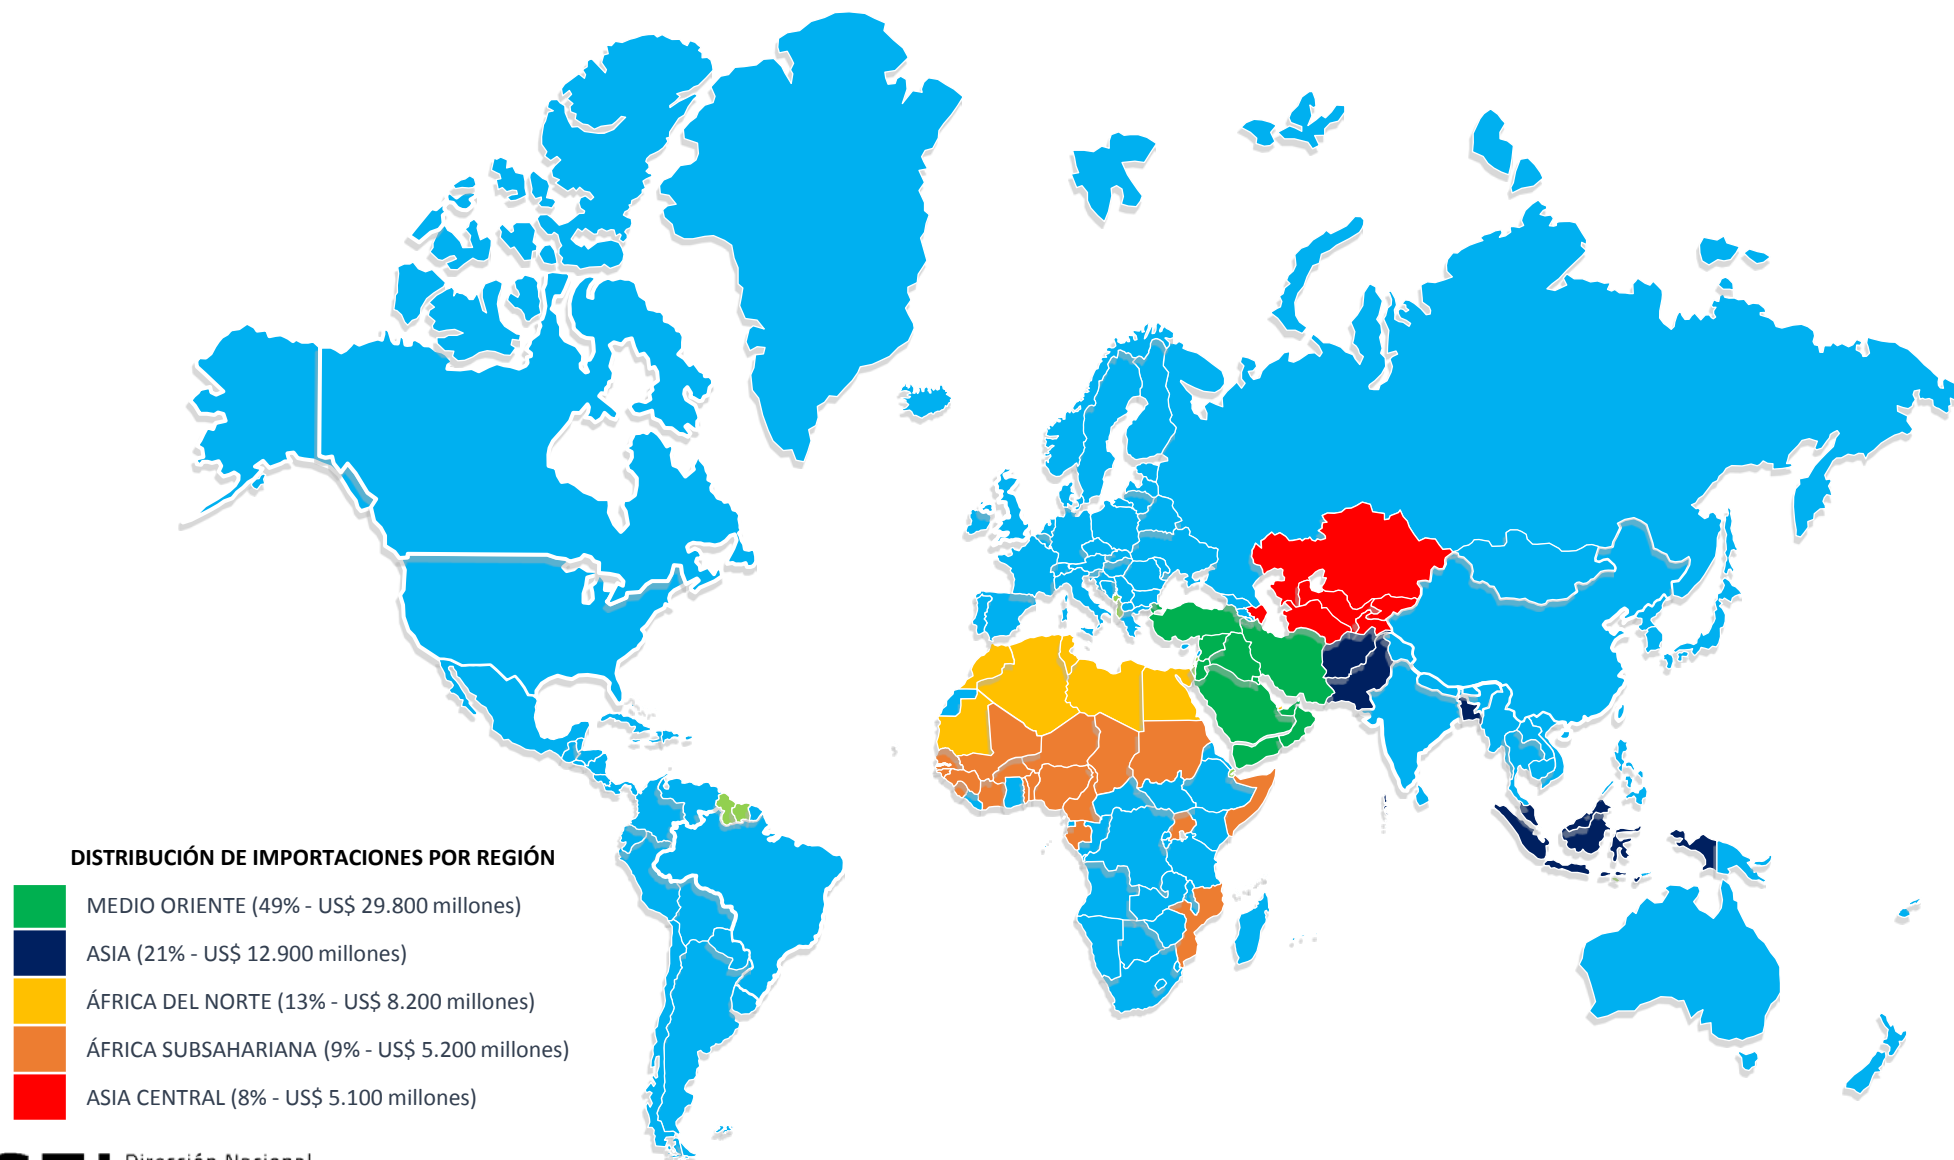 DISTRIBUCIÓN DE IMPORTACIONES POR REGIÓN
MEDIO ORIENTE (49% - US$ 29.800 millones)
ASIA (21% - US$ 12.900 millones)
ÁFRICA DEL NORTE (13% - US$ 8.200 millones)
ÁFRICA SUBSAHARIANA (9% - US$ 5.200 millones)
ASIA CENTRAL (8% - US$ 5.100 millones)
Dirección Nacional